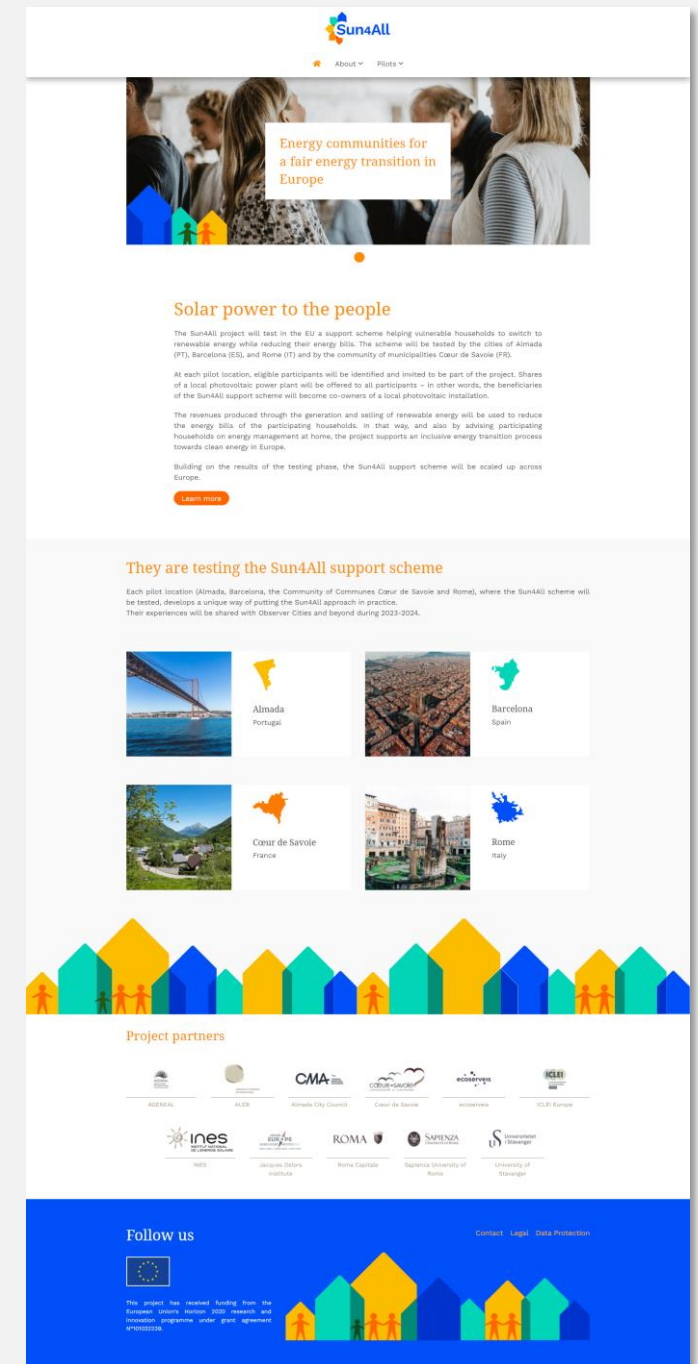 Sun4All
About Pilots
Energy communities for
a fair energy transition in
Europe
Solar power to the people
The Sun4All project will test in the EU a support scheme helping vulnerable households to switch to
renewable energy while reducing their energy bills. The scheme will be tested by the cities of Almada
(PT), Barcelona (ES), and Rome (IT) and by the community of municipalities Cœur de Savoie (FR).
At each pilot location, eligible participants will be identified and invited to be part of the project. Shares
of a local photovoltaic power plant will be offered to all participants – in other words, the beneficiaries
of the Sun4All support scheme will become co-owners of a local photovoltaic installation.
The revenues produced through the generation and selling of renewable energy will be used to reduce
the energy bills of the participating households. In that way, and also by advising participating
households on energy management at home, the project supports an inclusive energy transition process
towards clean energy in Europe.
Building on the results of the testing phase, the Sun4All support scheme will be scaled up across
Europe.
Learn more
They are testing the Sun4All support scheme
Each pilot location (Almada, Barcelona, the Community of Communes Cœur de Savoie and Rome), where the Sun4All scheme will
be tested, develops a unique way of putting the Sun4All approach in practice.
Their experiences will be shared with Observer Cities and beyond during 2023-2024.
Almada
Portugal
Barcelona
Spain
Cœur de Savoie
France
Rome
Italy
Project partners
CMA
CŒUR DE SAVOIE
ecoserveis
ICLEI
AGENEAL
Almada City Council
Cœur de Savoie
ecoserveis
ICLEI Europe
ines
INSTITUT NATIONAL
DE L'ENERGIE SOLAIRE
EUROPE
ROMA
SAPIENZA
Universitetet
i Stavanger
INES
Jacques Delors
Institute
Roma Capitale
Sapienza University of
Rome
University of
Stavanger
Follow us
Contact Legal Data Protection
This project has received funding from the
European Union's Horizon 2020 research and
innovation programme under grant agreement
N°101032239.